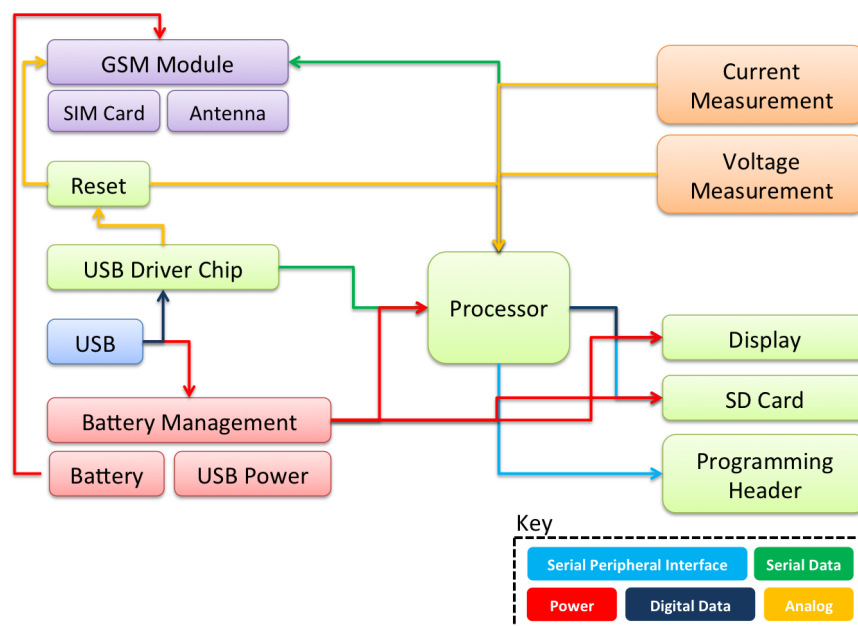 GSM Module
SIM Card
Antenna
Current
Measurement
Voltage
Measurement
Reset
USB Driver Chip
Processor
USB
Display
Battery Management
SD Card
Battery
USB Power
Programming
Header
Key
Serial Peripheral Interface
Serial Data
Power
Digital Data
Analog